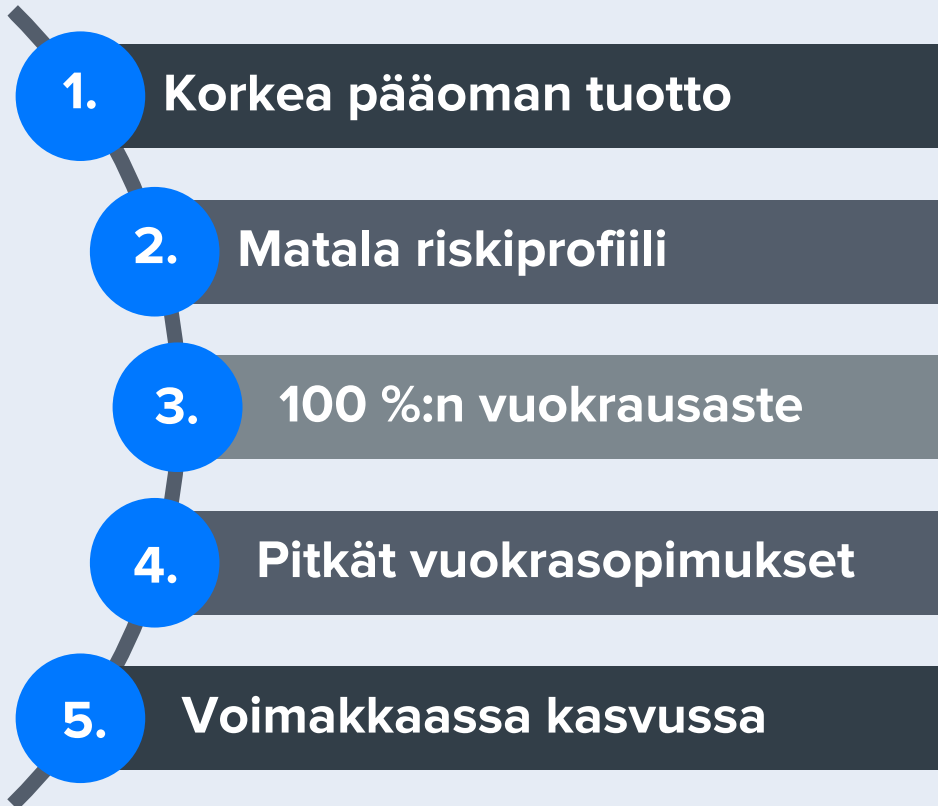 1. Korkea pääoman tuotto
2. Matala riskiprofiili
3. 100 %:n vuokrausaste
4. Pitkät vuokrasopimukset
5. Voimakkaassa kasvussa